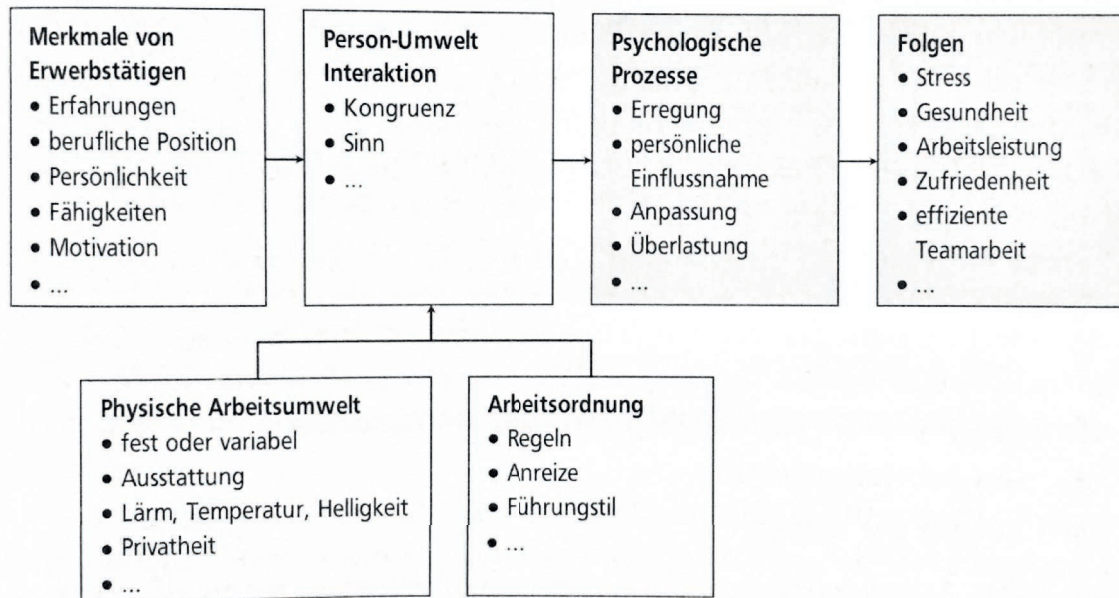 Merkmale von
Erwerbstätigen
• Erfahrungen
• berufliche Position
• Persönlichkeit
• Fähigkeiten
• Motivation
• ...
Person-Umwelt
Interaktion
• Kongruenz
• Sinn
• ...
Psychologische
Prozesse
• Erregung
• persönliche
Einflussnahme
• Anpassung
• Überlastung
• ...
Folgen
• Stress
• Gesundheit
• Arbeitsleistung
• Zufriedenheit
• effiziente
Teamarbeit
• ...
Physische Arbeitsumwelt
• fest oder variabel
• Ausstattung
• Lärm, Temperatur, Helligkeit
• Privatheit
• ...
Arbeitsordnung
• Regeln
• Anreize
• Führungstil
• ...